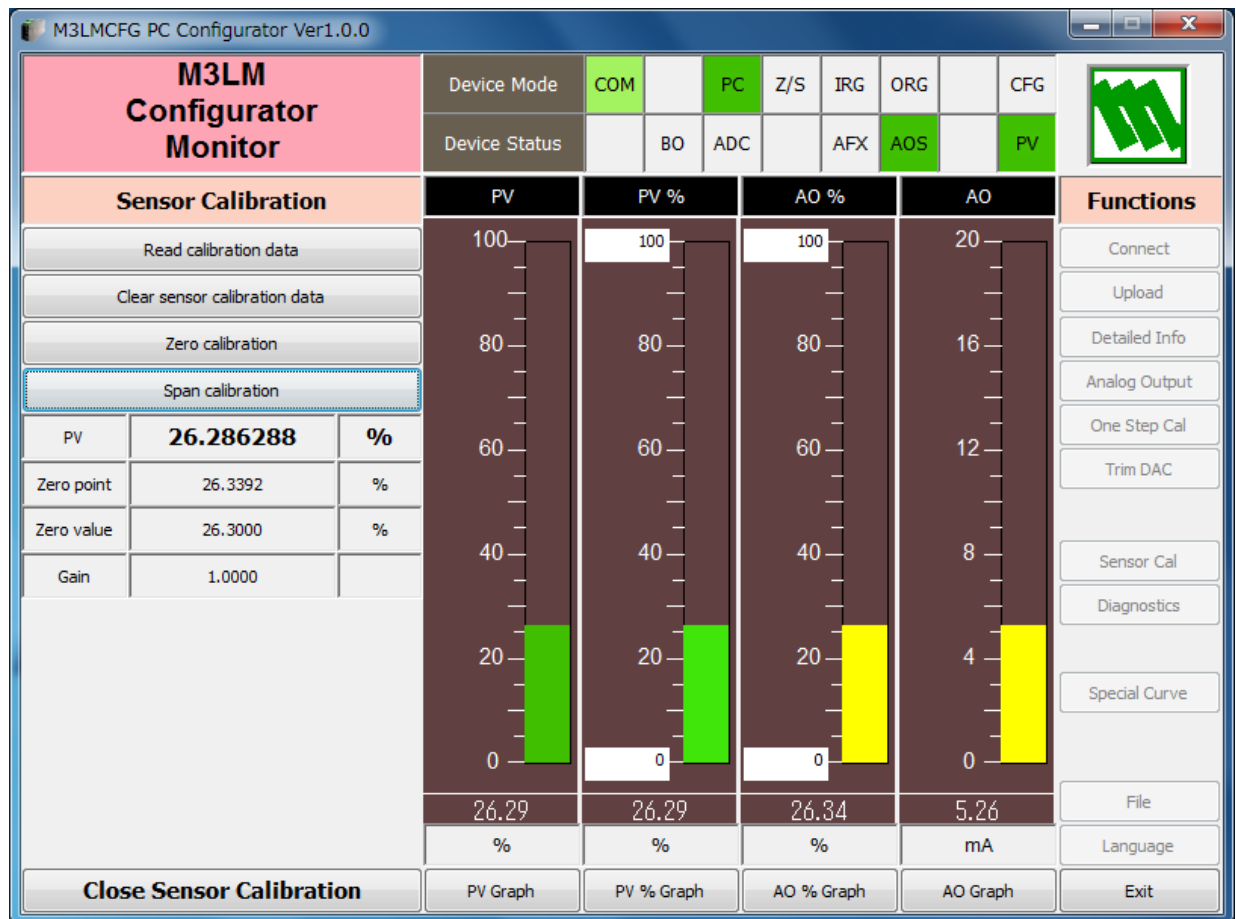 M3LMCFG PC Configurator Ver1.0.0
M3LM
Configurator
Monitor
Device Mode COM PC Z/S IRG ORG CFG
Device Status BO ADC AFX AOS PV
Sensor Calibration
Read calibration data
Clear sensor calibration data
Zero calibration
Span calibration
PV 26.286288 %
Zero point 26.3392 %
Zero value 26.3000 %
Gain 1.0000
Close Sensor Calibration
PV PV % AO % AO
100 100 100 20
80 80 80 16
60 60 60 12
40 40 40 8
20 20 20 4
0 0 0 0
26.29 26.29 26.34 5.26
% % % mA
PV Graph PV % Graph AO % Graph AO Graph
Functions
Connect
Upload
Detailed Info
Analog Output
One Step Cal
Trim DAC
Sensor Cal
Diagnostics
Special Curve
File
Language
Exit